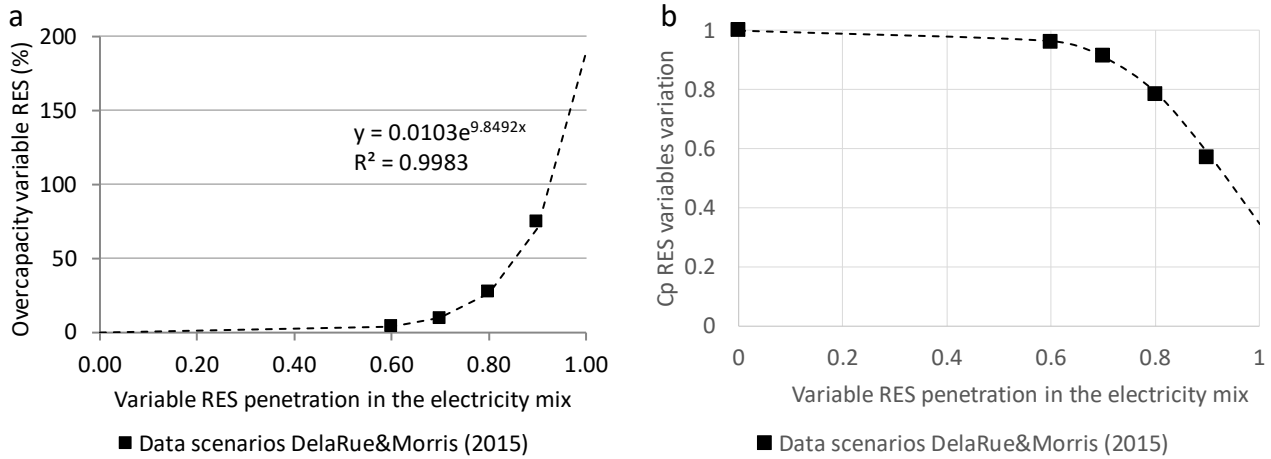 a
200
150
100
50
0
Overcapacity variable RES (%)
y = 0.0103e^9.8492x
R² = 0.9983
0.00 0.20 0.40 0.60 0.80 1.00
Variable RES penetration in the electricity mix
Data scenarios DelaRue&Morris (2015)
b
1
0.8
0.6
0.4
0.2
1
Cp RES variables variation
0 0.2 0.4 0.6 0.8 1
Variable RES penetration in the electricity mix
Data scenarios DelaRue&Morris (2015)